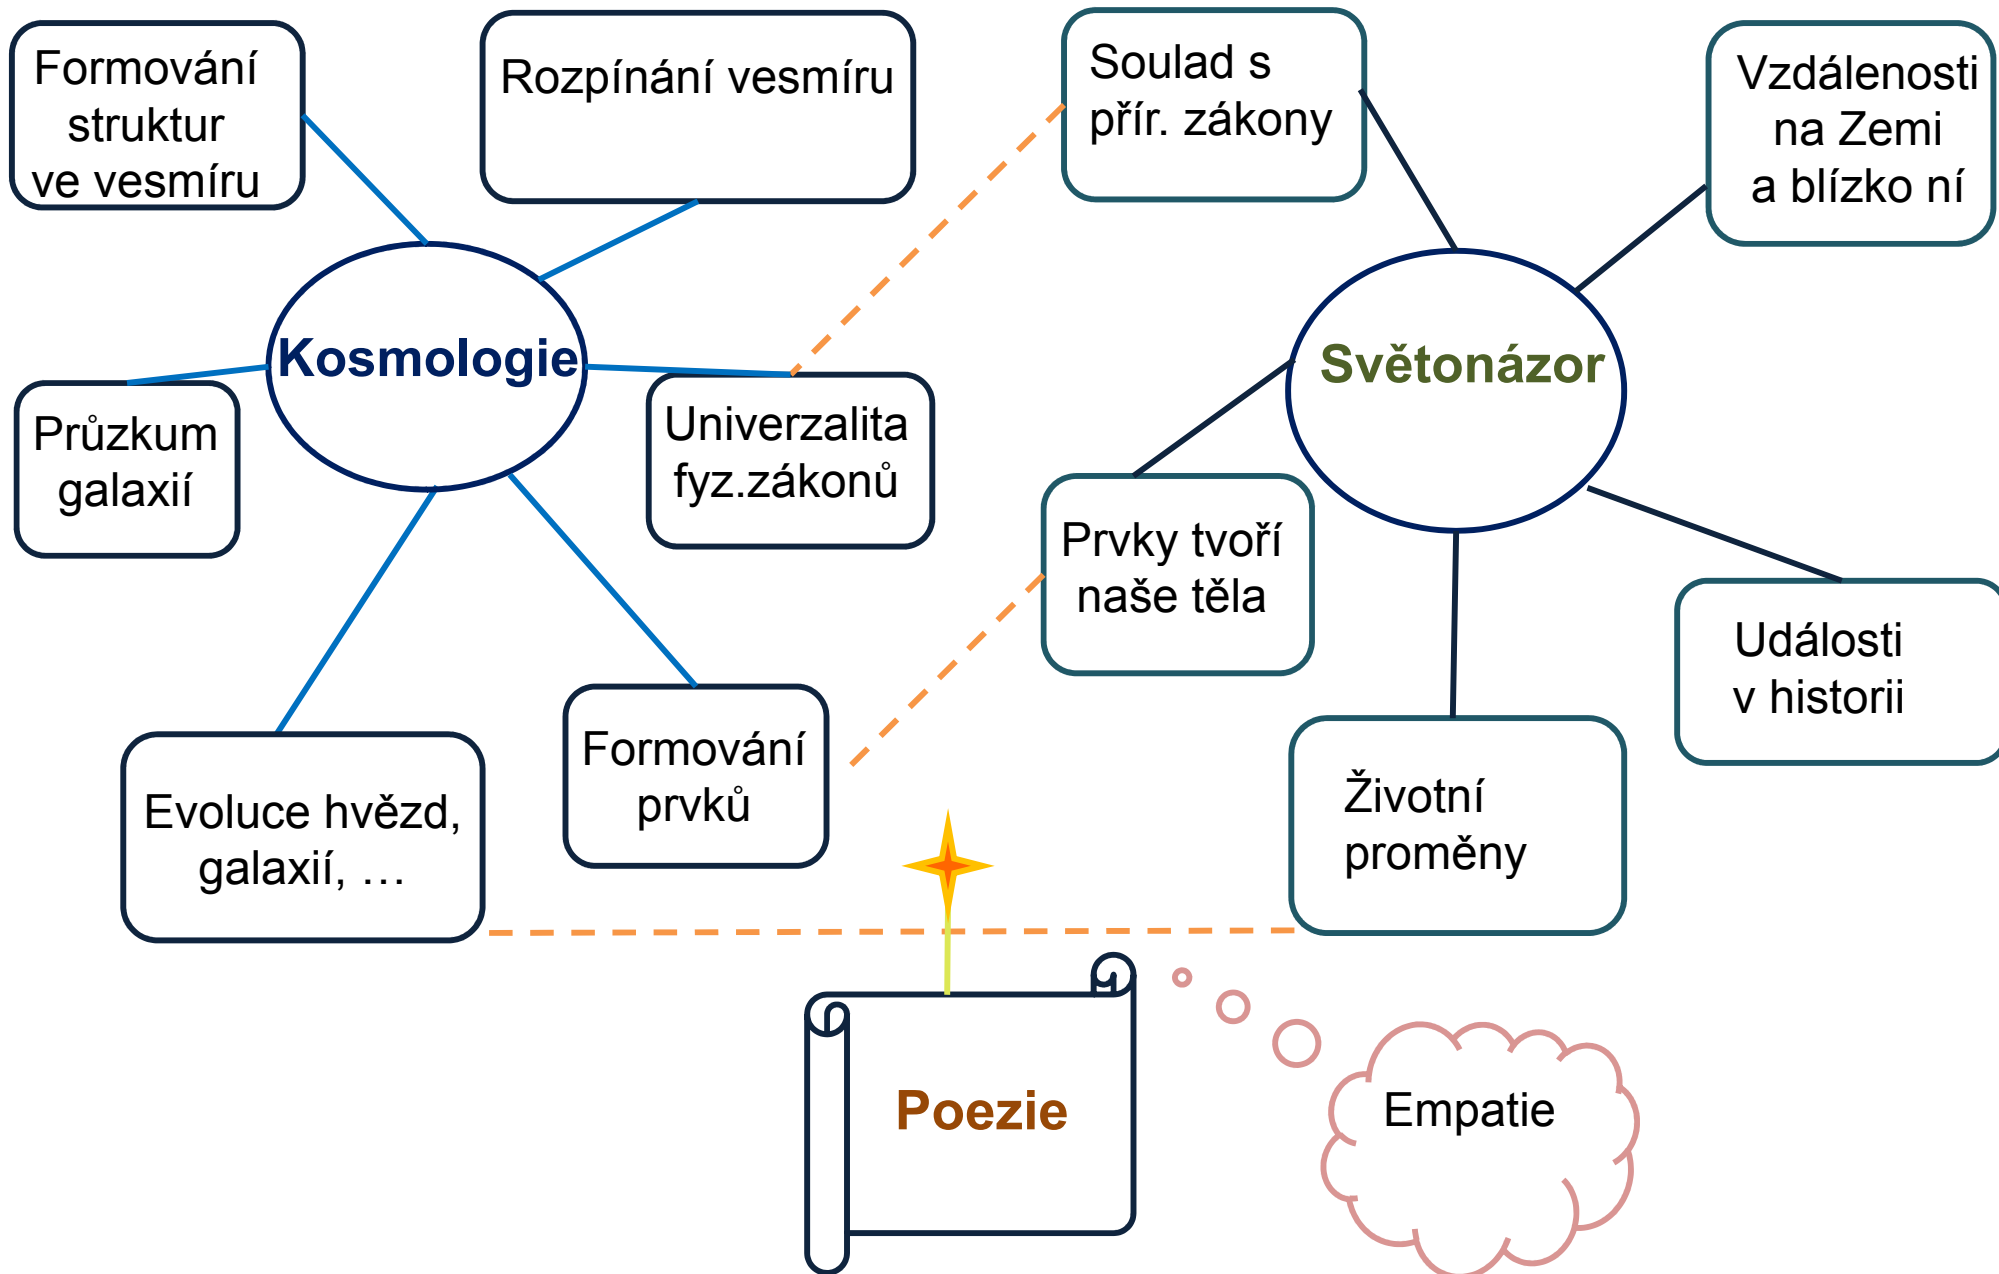 Formování
struktur
ve vesmíru
Rozpínání vesmíru
Soulad s
přír. zákony
Vzdálenosti
na Zemi
a blízko ní
Kosmologie
Světonázor
Průzkum
galaxií
Univerzalita
fyz.zákonů
Prvky tvoří
naše těla
Události
v historii
Evoluce hvězd,
galaxií, …
Formování
prvků
Životní
proměny
Poezie
Empatie